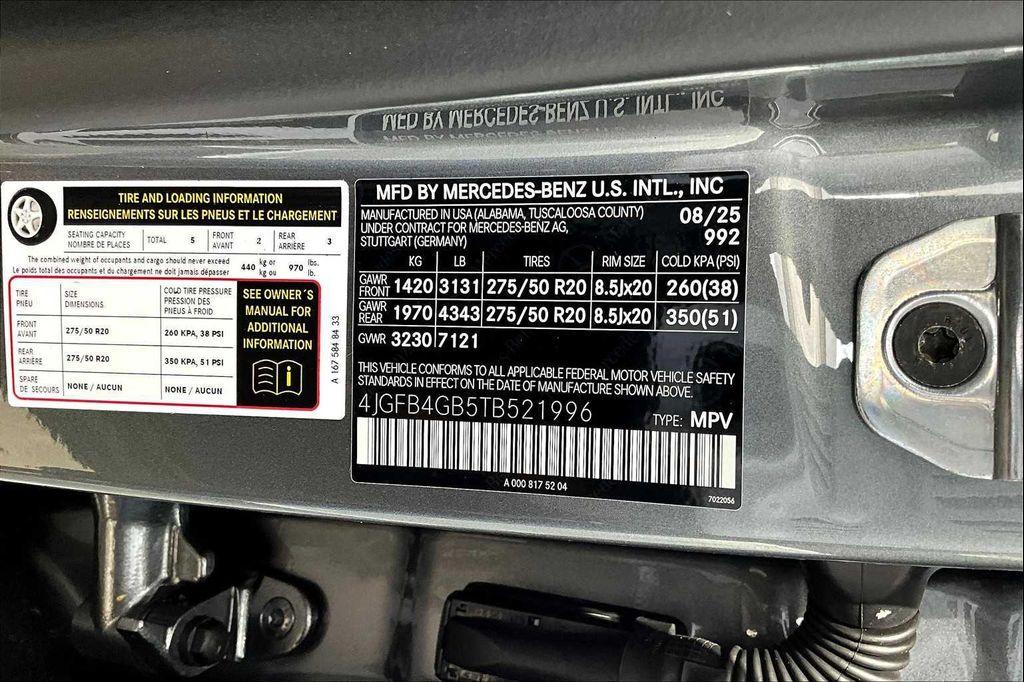 MFD BY MERCEDES-BENZ U.S. INTL., INC
TIRE AND LOADING INFORMATION
RENSEIGNEMENTS SUR LES PNEUS ET LE CHARGEMENT
SEATING CAPACITY
NOMBRE DE PLACES
TOTAL 5
FRONT
AVANT
2
REAR
ARRIÈRE
3
The combined weight of occupants and cargo should never exceed
Le poids total des occupants et du chargement ne doit jamais dépasser
440 kg or
kg ou
970 lbs.
lb.
TIRE
PNEU
SIZE
DIMENSIONS
COLD TIRE PRESSURE
PRESSION DES
PNEUS À FROID
FRONT
AVANT
275/50 R20
260 KPA, 38 PSI
REAR
ARRIÈRE
275/50 R20
350 KPA, 51 PSI
SPARE
DE SECOURS
NONE / AUCUN
NONE / AUCUN
SEE OWNER'S
MANUAL FOR
ADDITIONAL
INFORMATION
i
A 167 584 84 33
MFD BY MERCEDES-BENZ U.S. INTL., INC
MANUFACTURED IN USA (ALABAMA, TUSCALOOSA COUNTY)
UNDER CONTRACT FOR MERCEDES-BENZ AG,
STUTTGART (GERMANY)
08/25
992
KG LB TIRES RIM SIZE COLD KPA (PSI)
GAWR
FRONT
1420 3131 275/50 R20 8.5Jx20 260(38)
GAWR
REAR
1970 4343 275/50 R20 8.5Jx20 350(51)
GVWR 3230 7121
THIS VEHICLE CONFORMS TO ALL APPLICABLE FEDERAL MOTOR VEHICLE SAFETY
STANDARDS IN EFFECT ON THE DATE OF MANUFACTURE SHOWN ABOVE.
4JGFB4GB5TB521996
TYPE: MPV
A 000 817 52 04
7022056